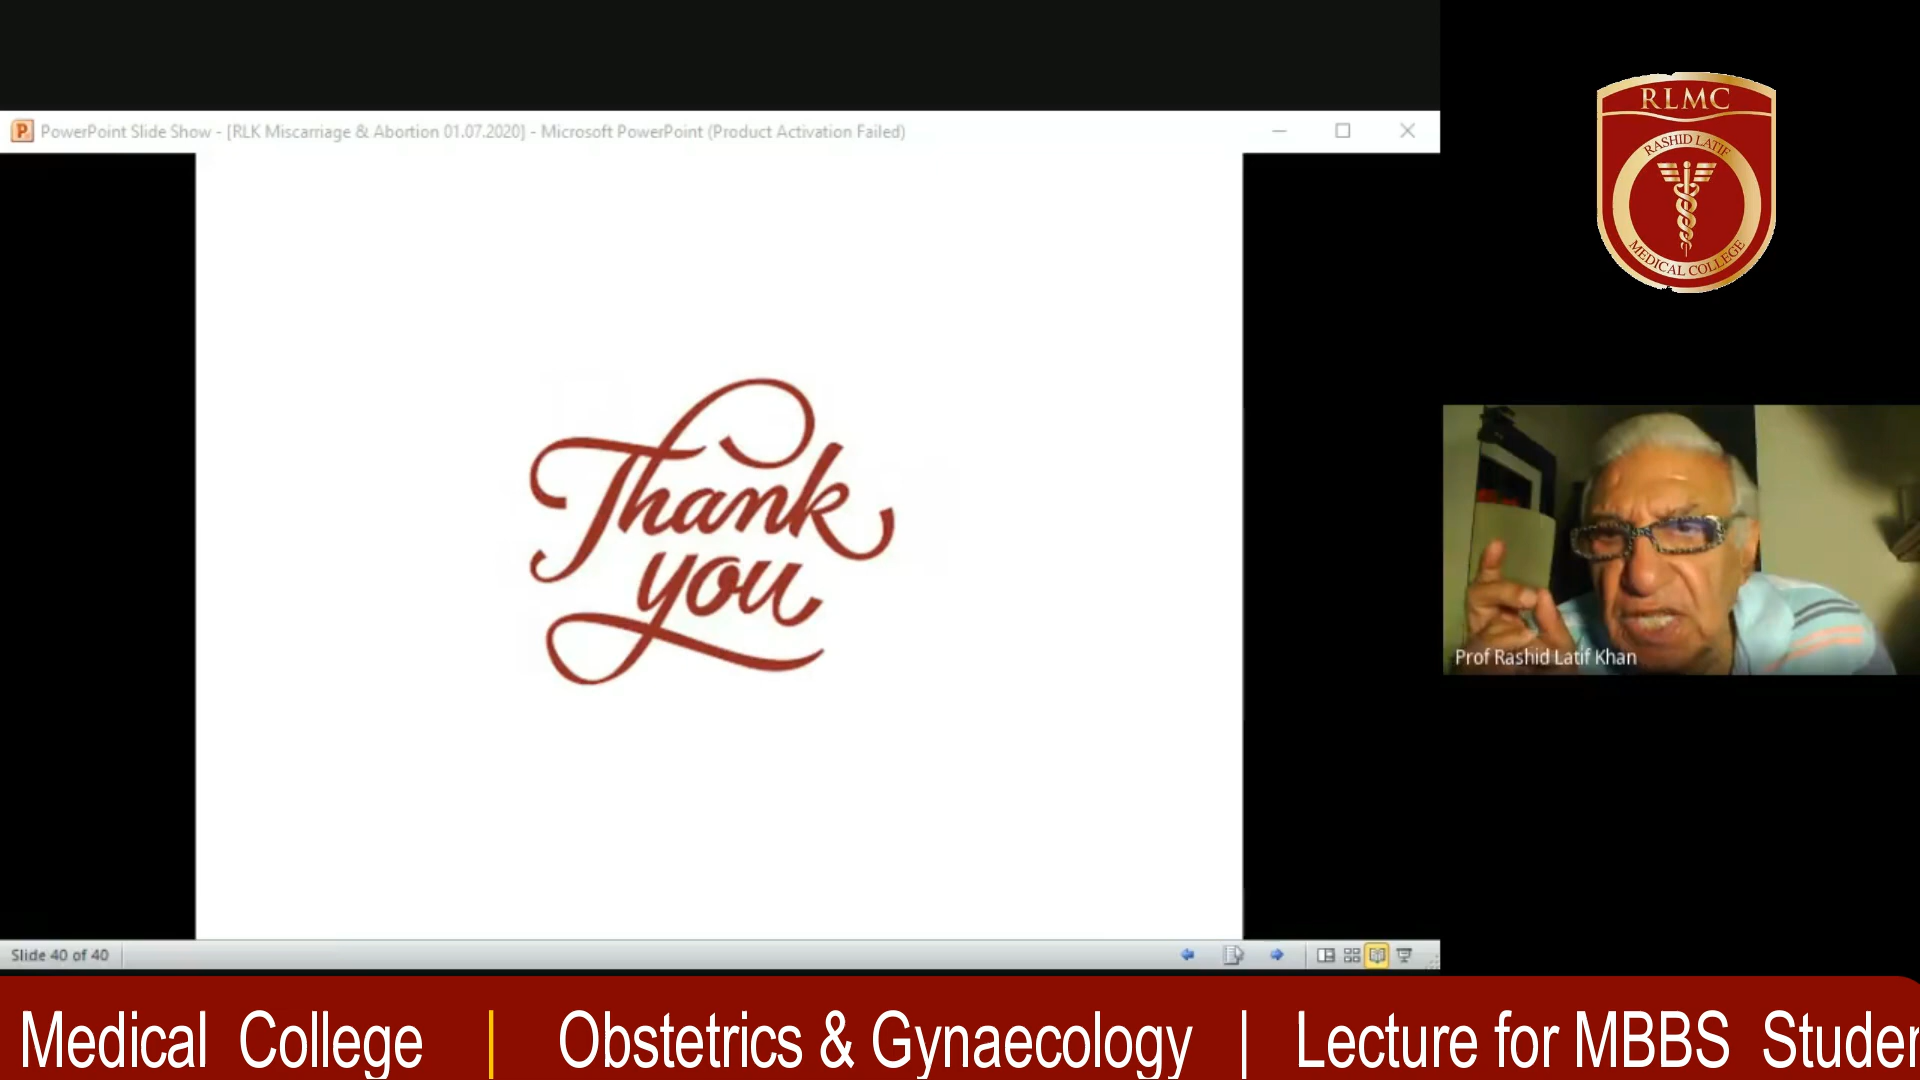 PowerPoint Slide Show - [RLK Miscarriage & Abortion 01.07.2020] - Microsoft PowerPoint (Product Activation Failed)
RLMC
RASHID LATIF
MEDICAL COLLEGE
Thank
you
Prof Rashid Latif Khan
Slide 40 of 40
Medical College | Obstetrics & Gynaecology | Lecture for MBBS Studen